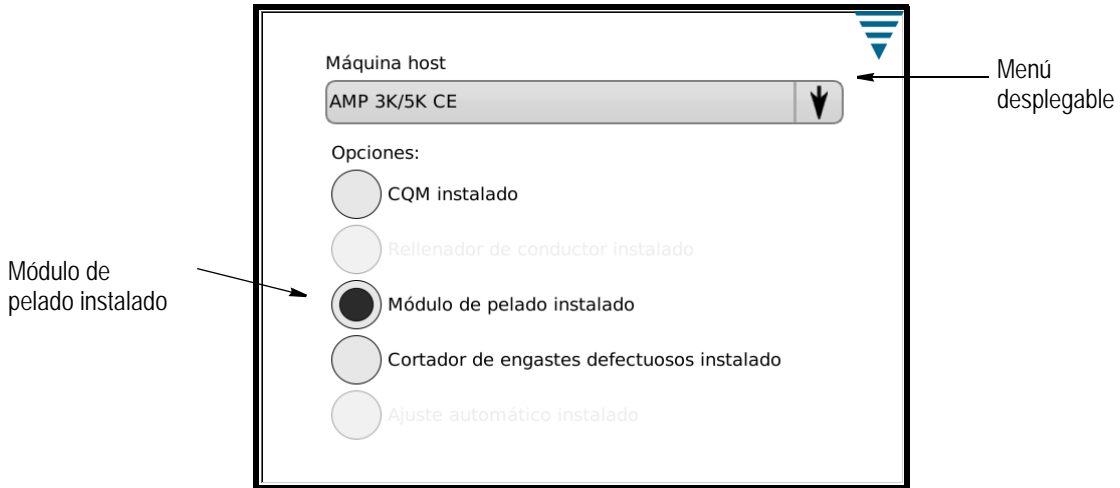 Máquina host
AMP 3K/5K CE
Menú
desplegable
Opciones:
CQM instalado
Rellenador de conductor instalado
Módulo de
pelado instalado
Módulo de pelado instalado
Cortador de engastes defectuosos instalado
Ajuste automático instalado